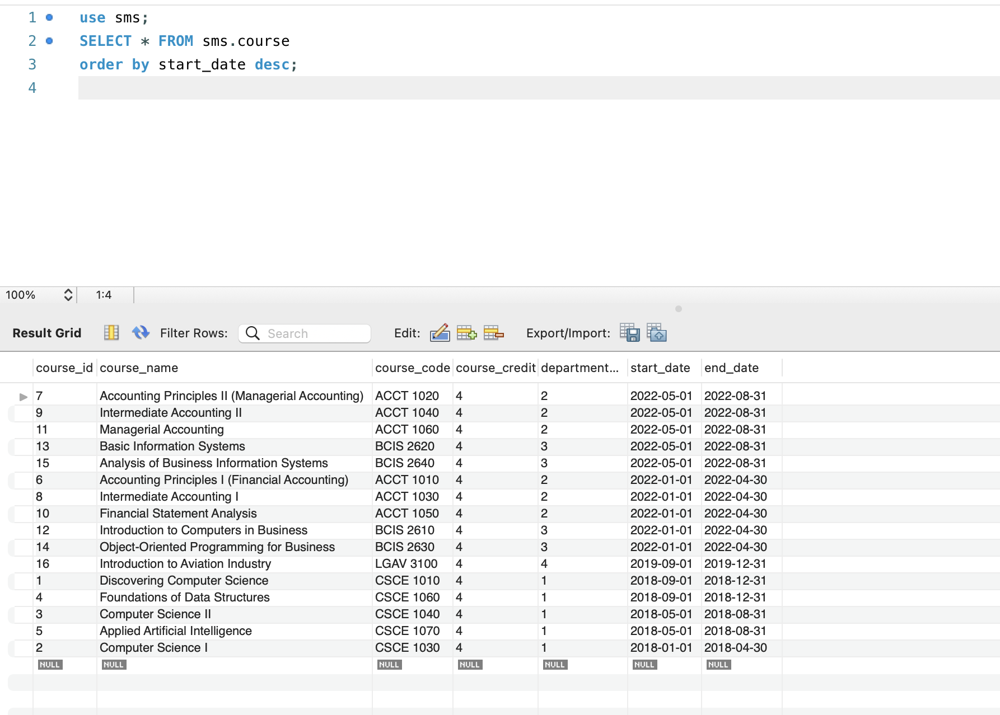 1 use sms;
2 SELECT * FROM sms.course
3 order by start_date desc;
4
100% 1:4
Result Grid Filter Rows: Search Edit: Export/Import:
course_id course_name course_code course_credit department... start_date end_date
7 Accounting Principles II (Managerial Accounting) ACCT 1020 4 2 2022-05-01 2022-08-31
9 Intermediate Accounting II ACCT 1040 4 2 2022-05-01 2022-08-31
11 Managerial Accounting ACCT 1060 4 2 2022-05-01 2022-08-31
13 Basic Information Systems BCIS 2620 4 3 2022-05-01 2022-08-31
15 Analysis of Business Information Systems BCIS 2640 4 3 2022-05-01 2022-08-31
6 Accounting Principles I (Financial Accounting) ACCT 1010 4 2 2022-01-01 2022-04-30
8 Intermediate Accounting I ACCT 1030 4 2 2022-01-01 2022-04-30
10 Financial Statement Analysis ACCT 1050 4 2 2022-01-01 2022-04-30
12 Introduction to Computers in Business BCIS 2610 4 3 2022-01-01 2022-04-30
14 Object-Oriented Programming for Business BCIS 2630 4 3 2022-01-01 2022-04-30
16 Introduction to Aviation Industry LGAV 3100 4 4 2019-09-01 2019-12-31
1 Discovering Computer Science CSCE 1010 4 1 2018-09-01 2018-12-31
4 Foundations of Data Structures CSCE 1060 4 1 2018-09-01 2018-12-31
3 Computer Science II CSCE 1040 4 1 2018-05-01 2018-08-31
5 Applied Artificial Intelligence CSCE 1070 4 1 2018-05-01 2018-08-31
2 Computer Science I CSCE 1030 4 1 2018-01-01 2018-04-30
NULL NULL NULL NULL NULL NULL NULL